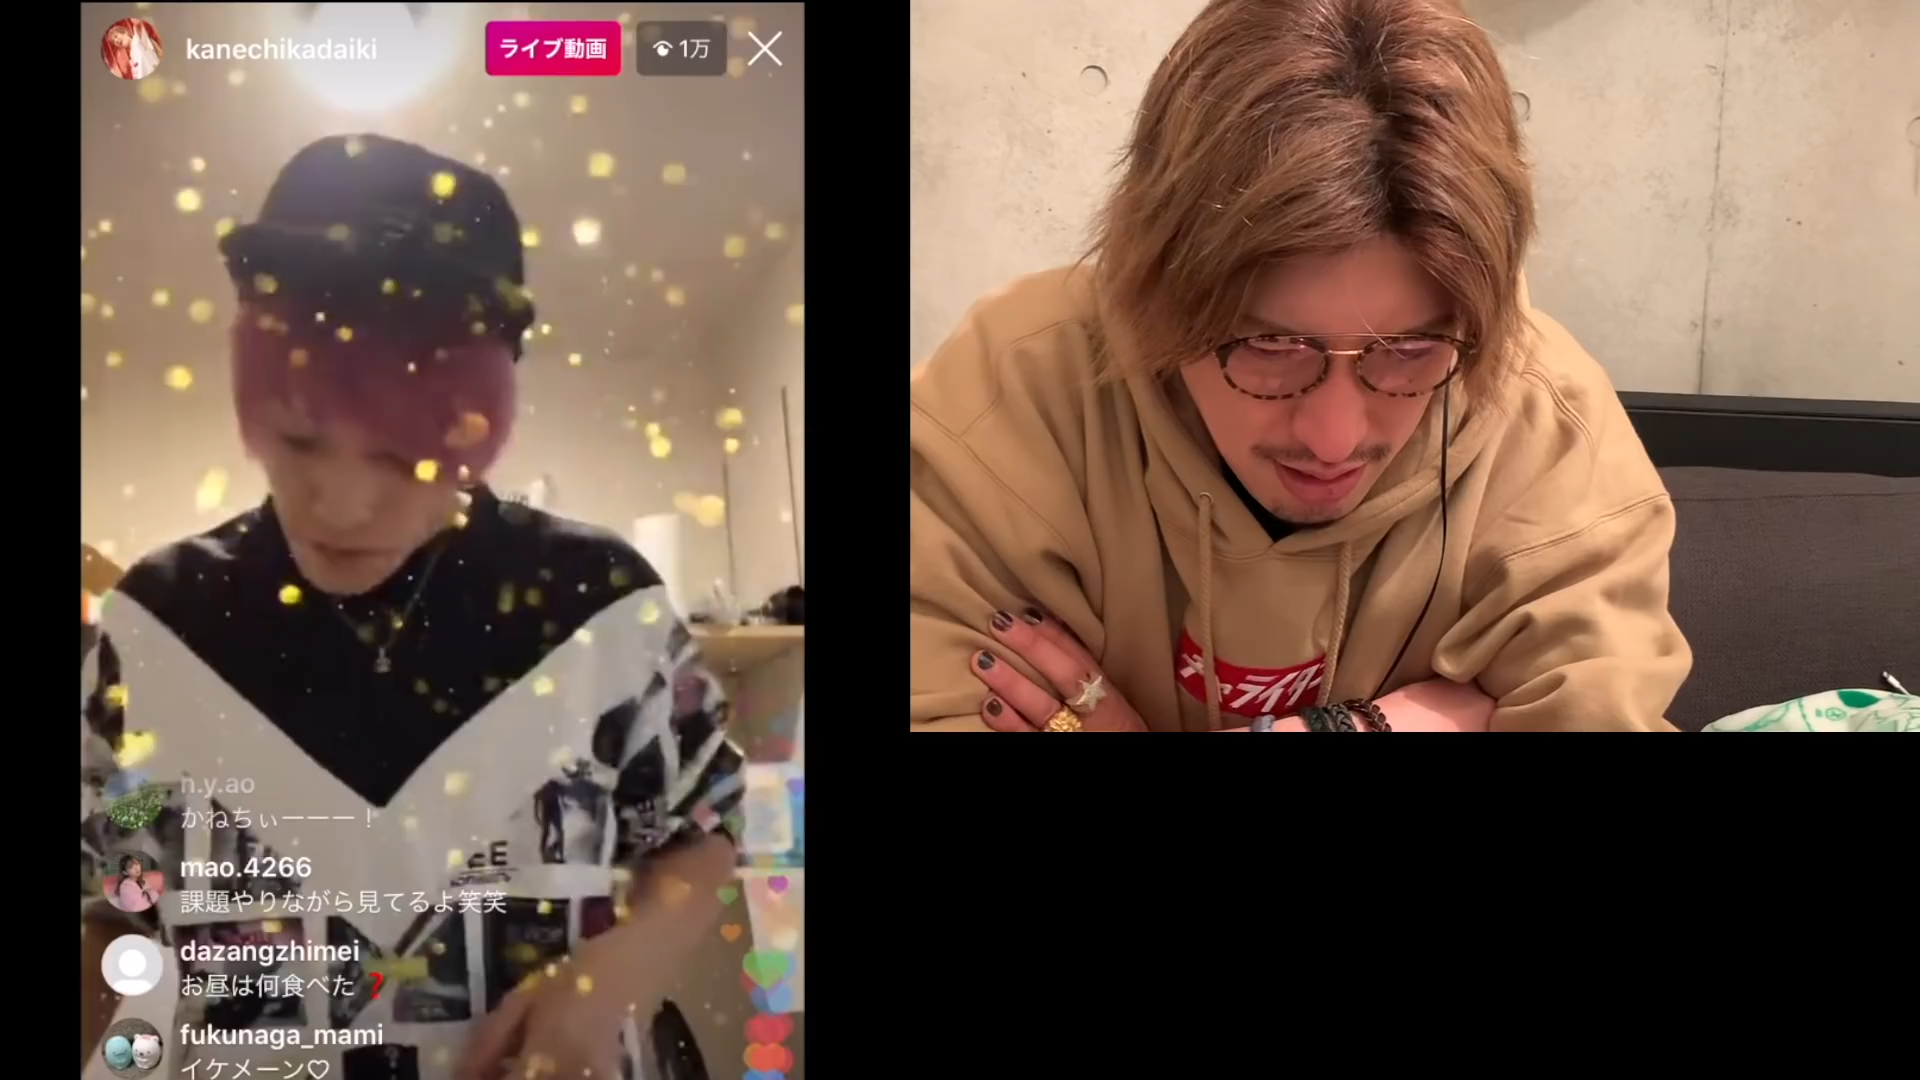 kanechikadaiki
ライブ動画
1万
n.y.ao
かねちぃーーー！
mao.4266
課題やりながら見てるよ笑笑
dazangzhimei
お昼は何食べた❓
fukunaga_mami
イケメーン♡